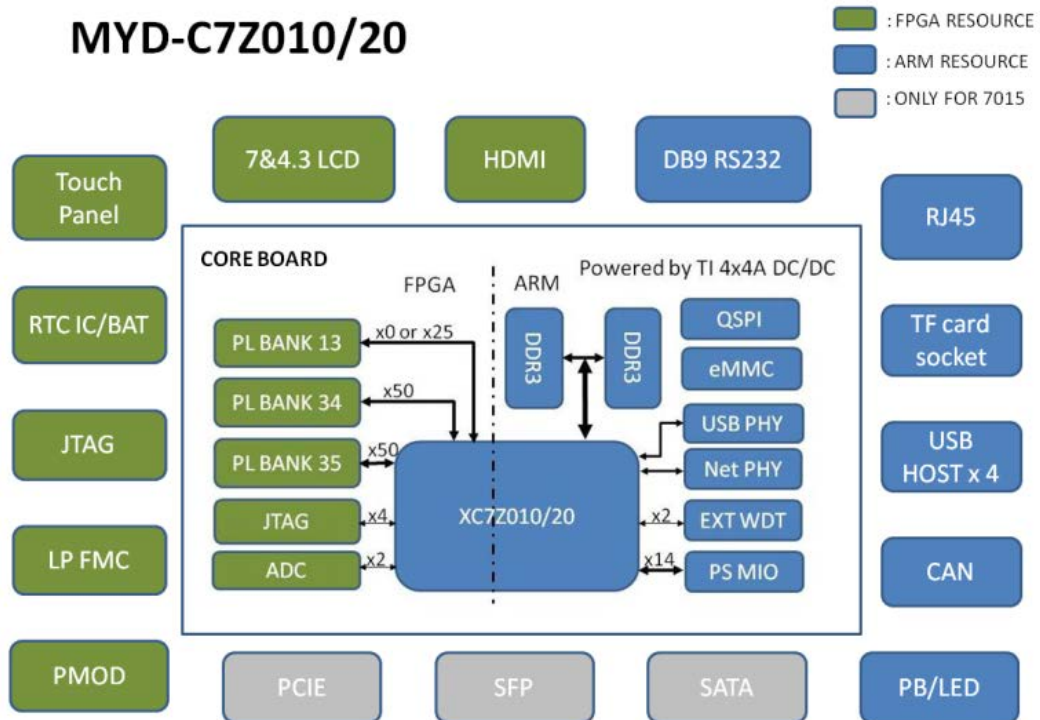 MYD-C7Z010/20
: FPGA RESOURCE
: ARM RESOURCE
: ONLY FOR 7015
7&4.3 LCD
HDMI
DB9 RS232
Touch
Panel
RTC IC/BAT
JTAG
LP FMC
PMOD
CORE BOARD
Powered by TI 4x4A DC/DC
FPGA
ARM
PL BANK 13
x0 or x25
PL BANK 34
x50
PL BANK 35
x50
JTAG
x4
ADC
x2
XC7Z010/20
DDR3
DDR3
QSPI
eMMC
USB PHY
Net PHY
x2
EXT WDT
x14
PS MIO
RJ45
TF card
socket
USB
HOST x 4
CAN
PCIE
SFP
SATA
PB/LED